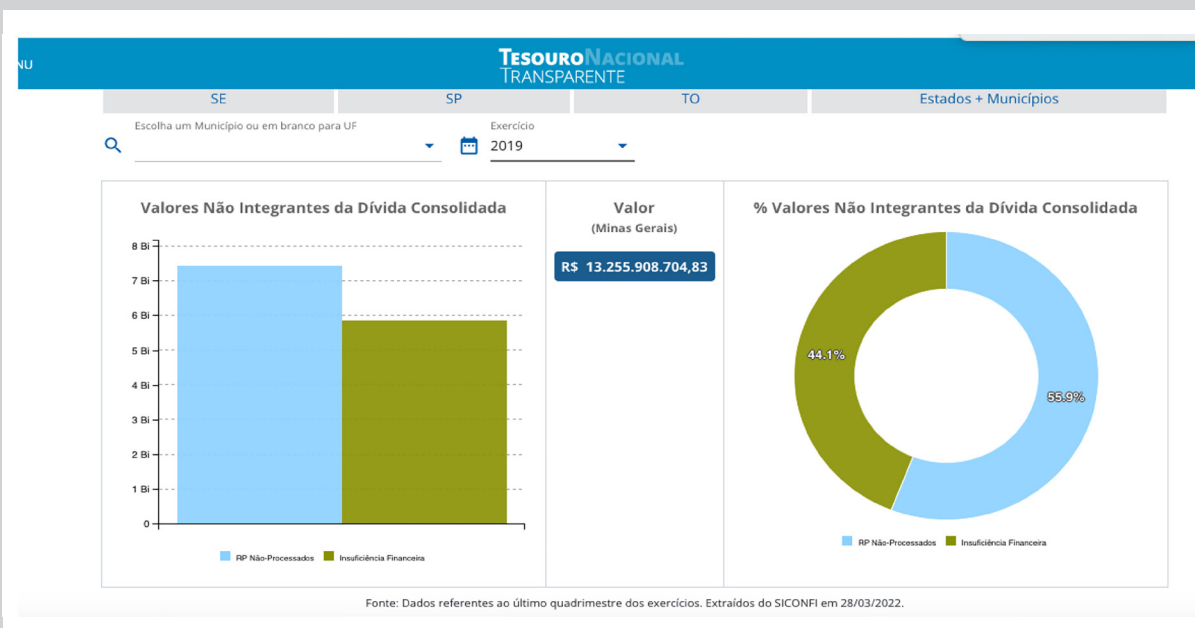 NU
TESOURO NACIONAL
TRANSPARENTE
SE
SP
TO
Estados + Municípios
Escolha um Município ou em branco para UF
Exercício
2019
Valores Não Integrantes da Dívida Consolidada
8 Bi
7 Bi
6 Bi
5 Bi
4 Bi
3 Bi
2 Bi
1 Bi
0
RP Não-Processados
Insuficiência Financeira
Valor
(Minas Gerais)
R$ 13.255.908.704,83
% Valores Não Integrantes da Dívida Consolidada
44.1%
55.9%
RP Não-Processados
Insuficiência Financeira
Fonte: Dados referentes ao último quadrimestre dos exercícios. Extraídos do SICONFI em 28/03/2022.